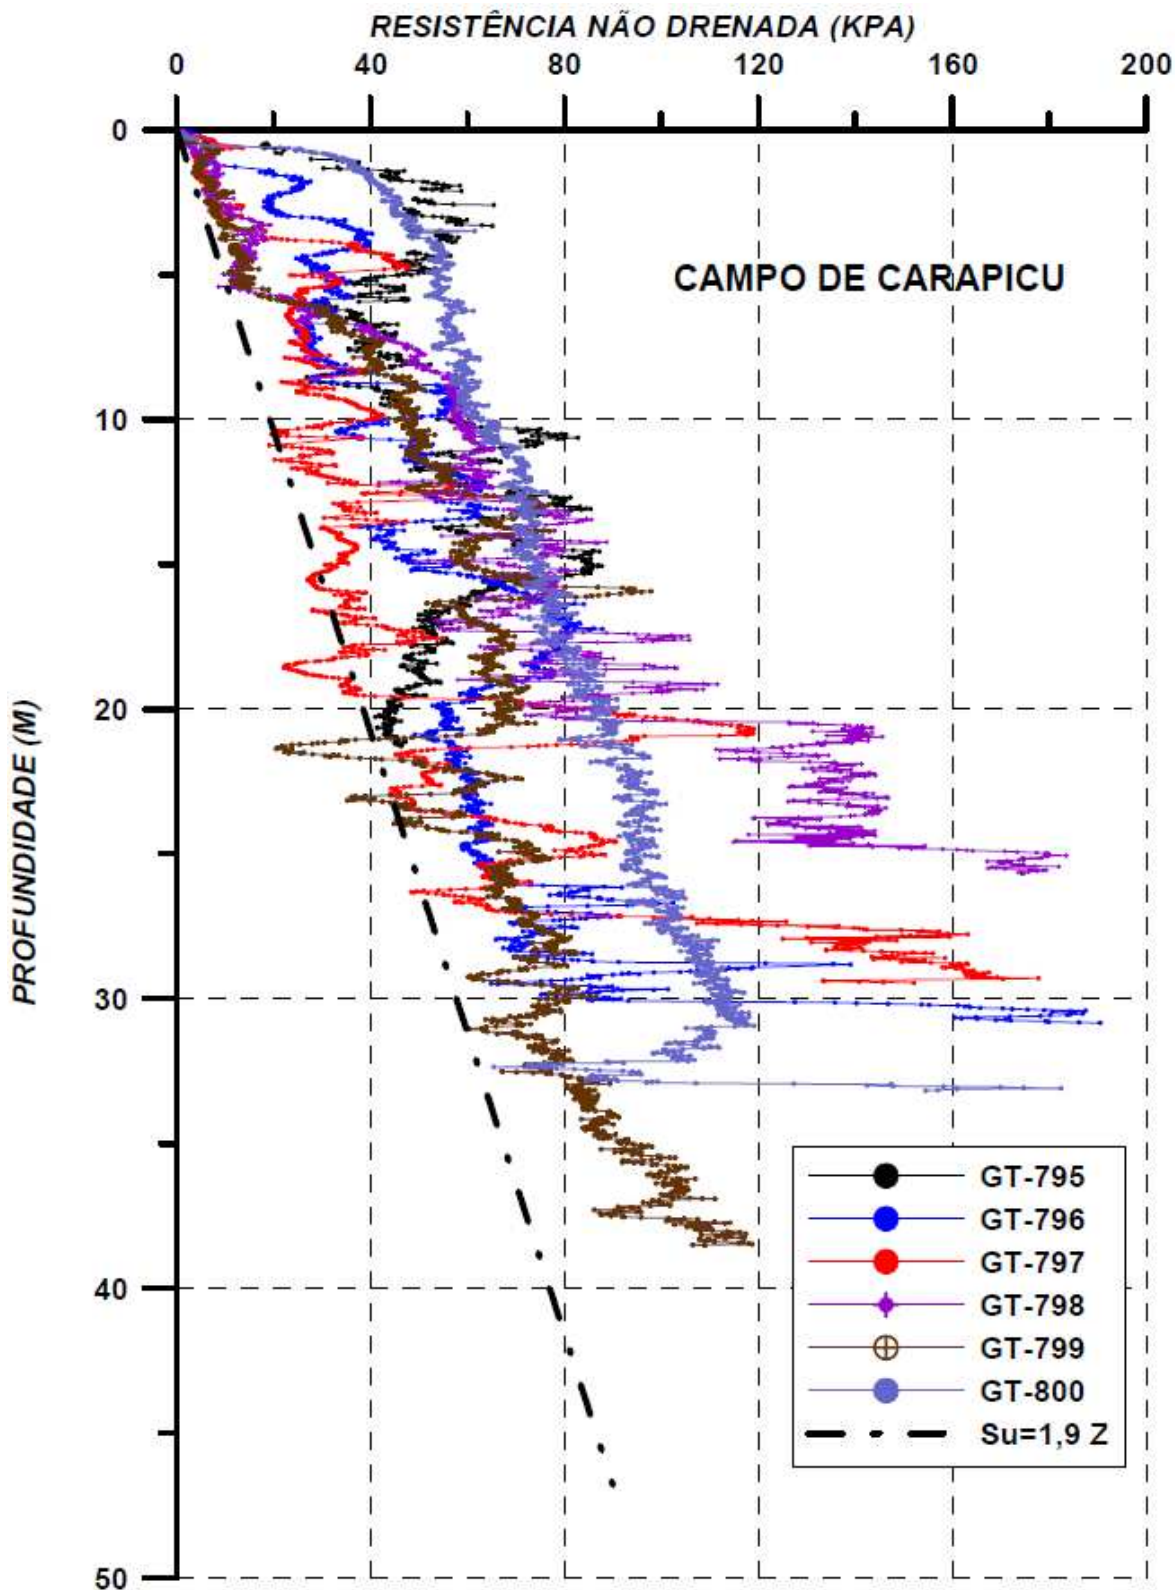 RESISTÊNCIA NÃO DRENADA (KPA)
0 40 80 120 160 200
0
CAMPO DE CARAPICU
10
PROFUNDIDADE (M)
20
30
GT-795
GT-796
GT-797
40
GT-798
GT-799
GT-800
Su=1,9 Z
50